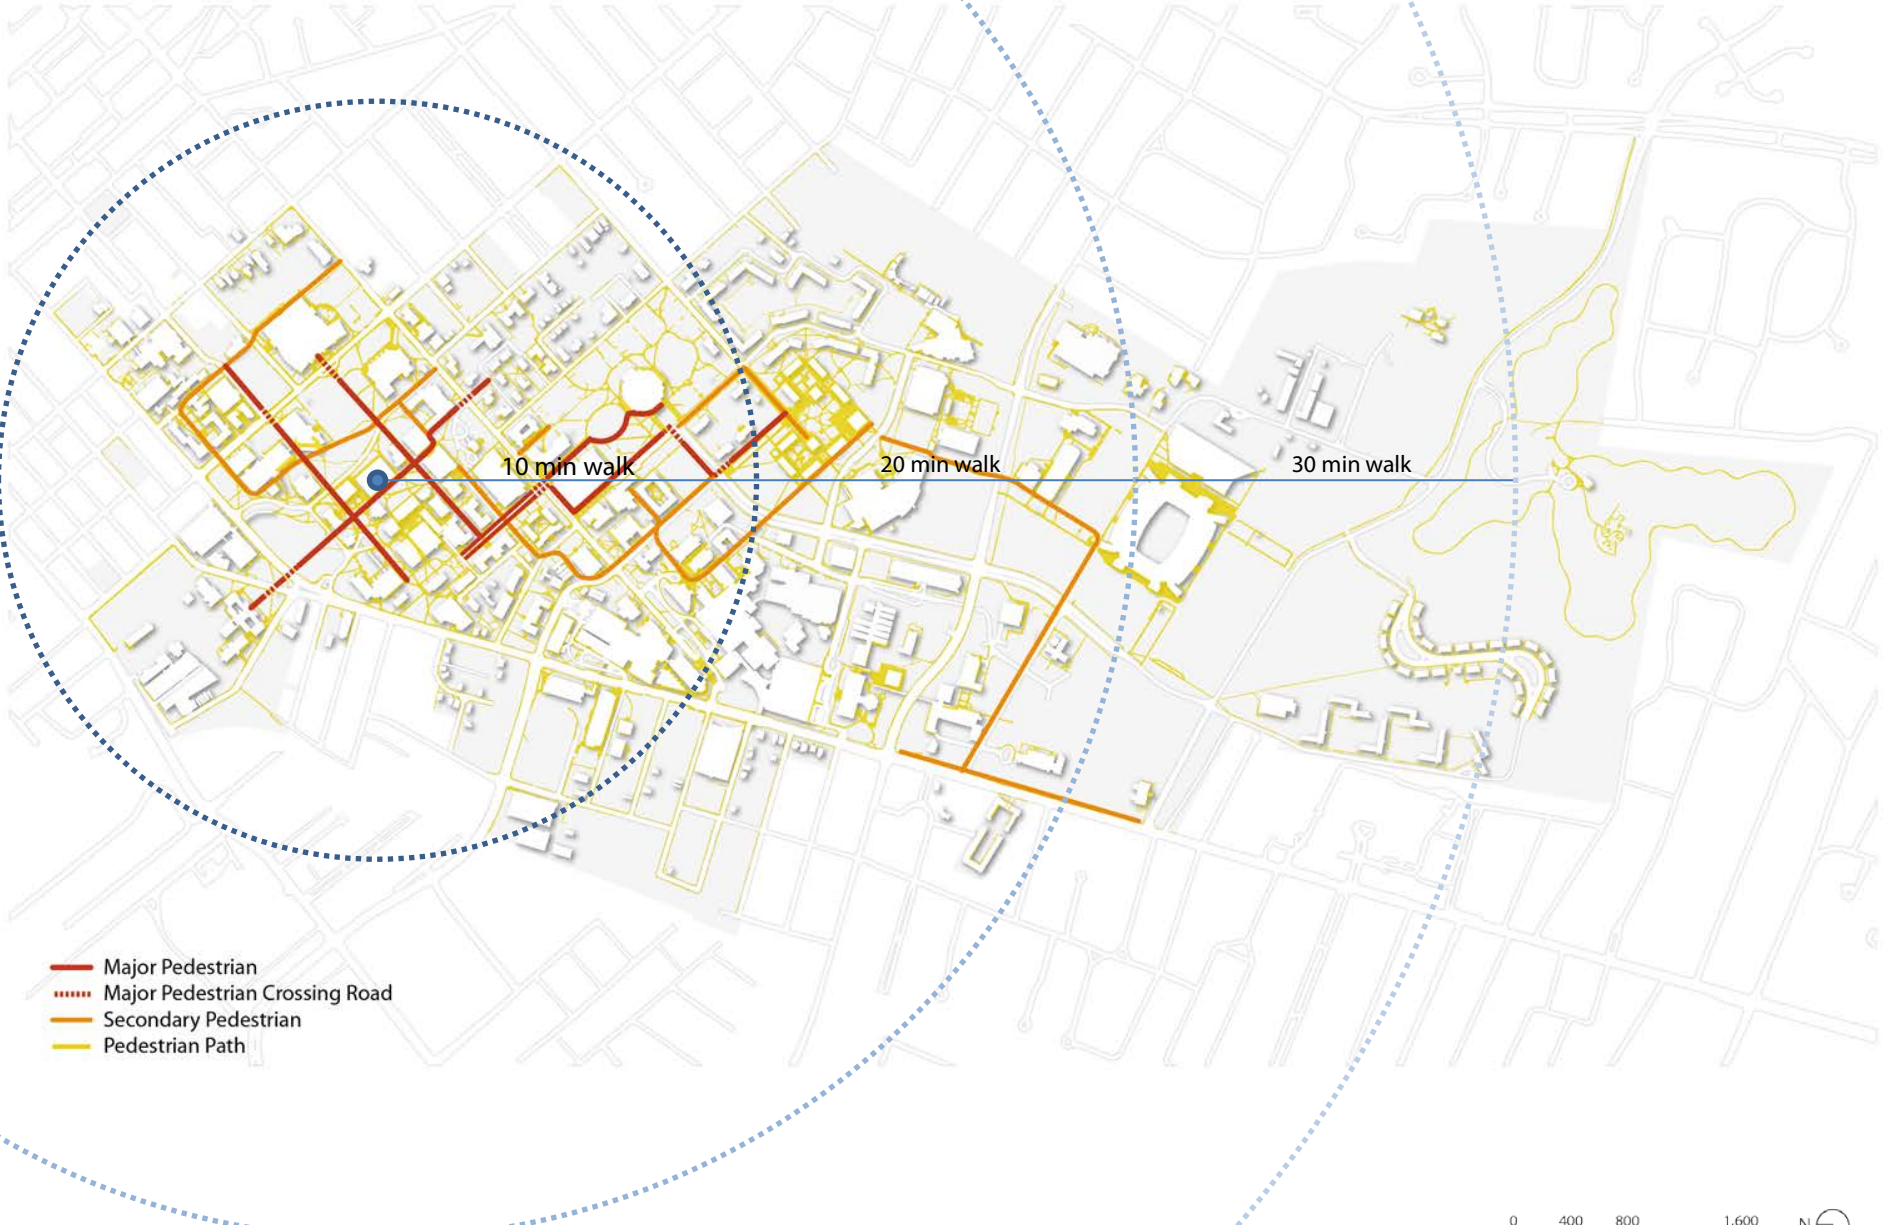 10 min walk
20 min walk
30 min walk
Major Pedestrian
Major Pedestrian Crossing Road
Secondary Pedestrian
Pedestrian Path
0 400 800 1,600 N